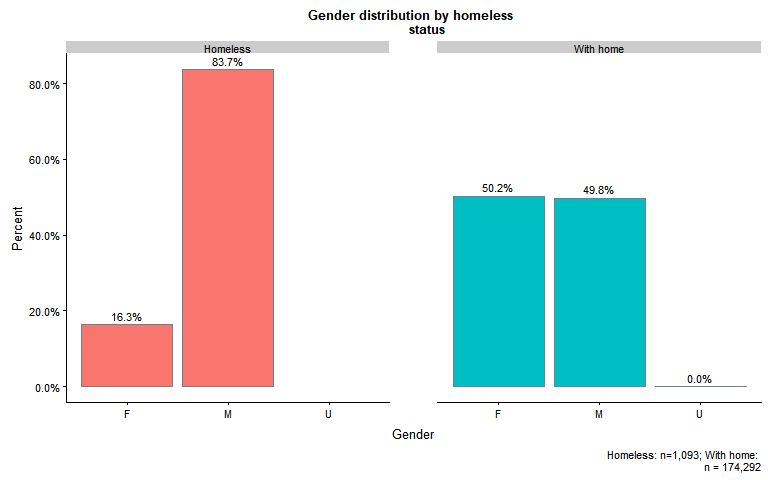 Gender distribution by homeless
status
Homeless
With home
83.7%
16.3%
50.2%
49.8%
0.0%
80.0%
60.0%
40.0%
20.0%
0.0%
Percent
F
M
U
F
M
U
Gender
Homeless: n=1,093; With home:
n = 174,292